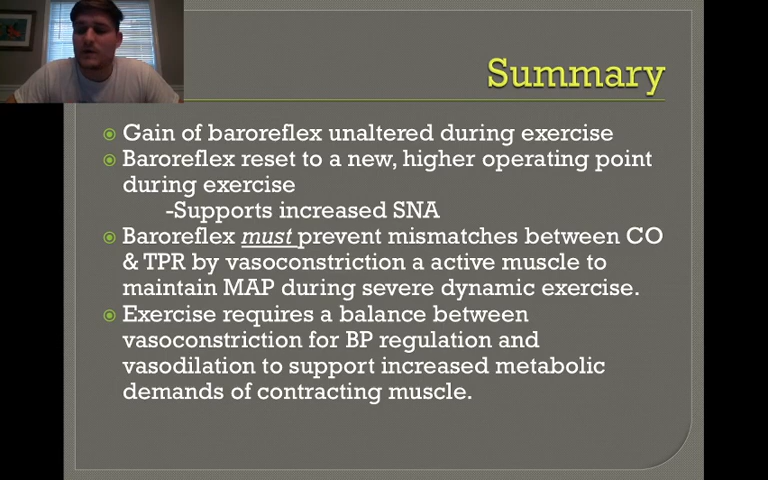 Summary
Gain of baroreflex unaltered during exercise
Baroreflex reset to a new, higher operating point
during exercise
-Supports increased SNA
Baroreflex must prevent mismatches between CO
& TPR by vasoconstriction a active muscle to
maintain MAP during severe dynamic exercise.
Exercise requires a balance between
vasoconstriction for BP regulation and
vasodilation to support increased metabolic
demands of contracting muscle.